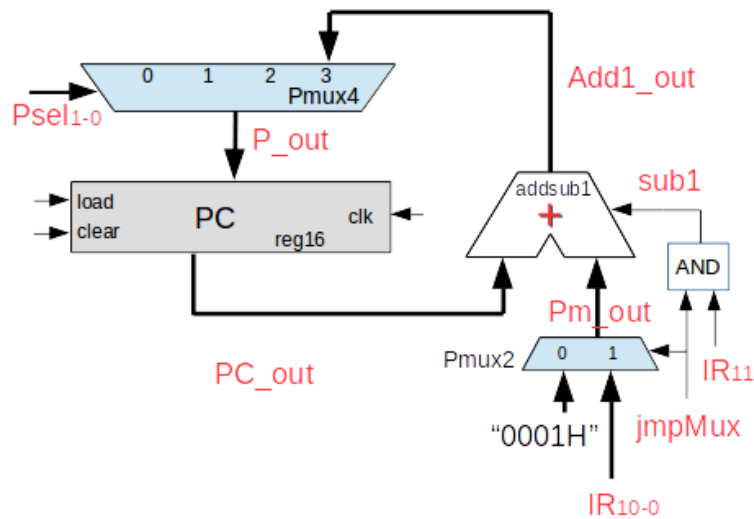 0 1 2 3
Pmux4
Psel1-0
P_out
Add1_out
load
clear
PC
reg16
clk
addsub1
+
sub1
AND
Pm_out
Pmux2
0 1
PC_out
IR11
"0001H"
jmpMux
IR10-0